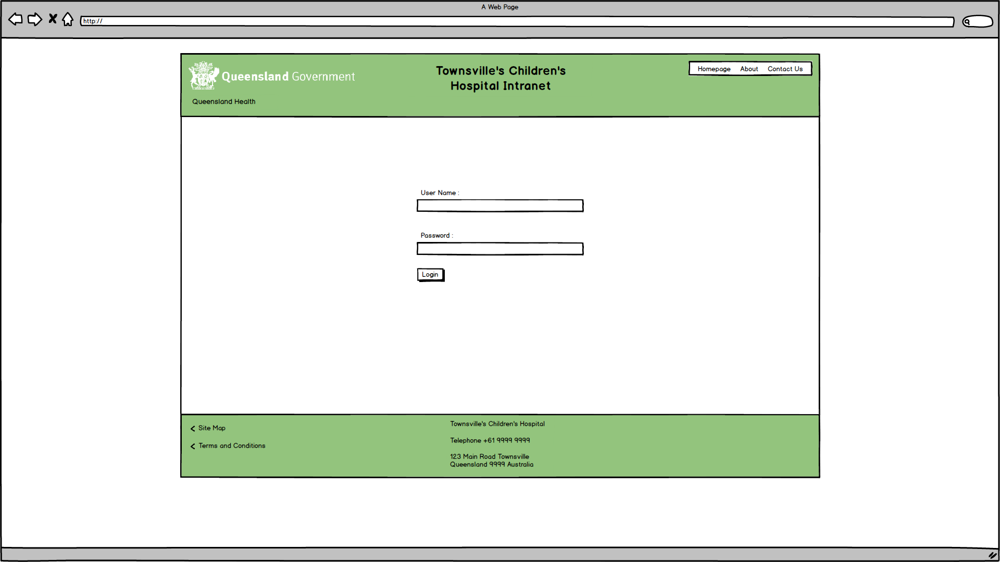 A Web Page
http://
Queensland Government
Queensland Health
Townsville's Children's
Hospital Intranet
Homepage About Contact Us
User Name :
Password :
Login
Site Map
Terms and Conditions
Townsville's Children's Hospital
Telephone +61 9999 9999
123 Main Road Townsville
Queensland 9999 Australia